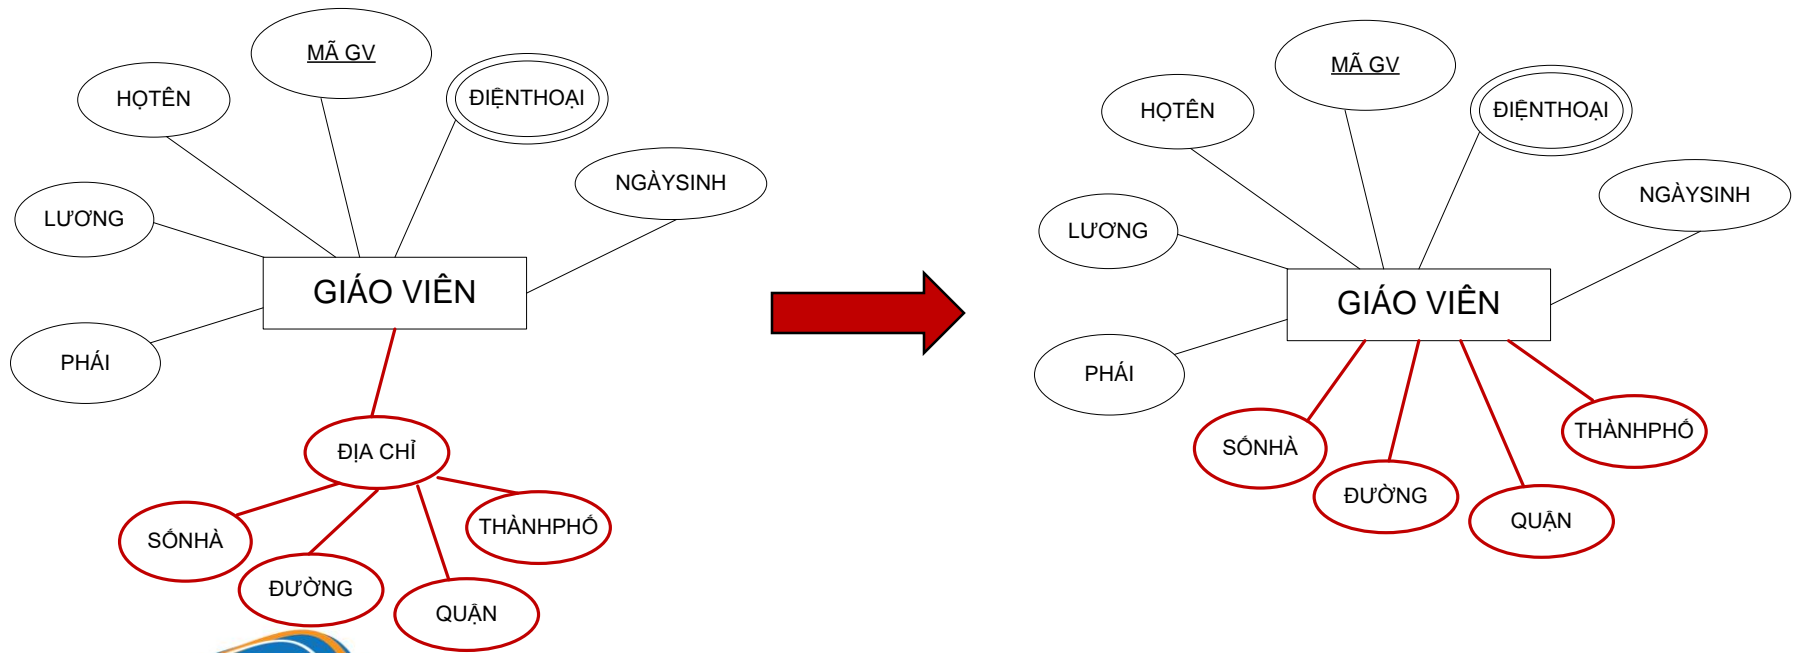 MÃ GV
HỌTÊN
ĐIỆNTHOẠI
NGÀYSINH
LƯƠNG
GIÁO VIÊN
PHÁI
ĐỊA CHỈ
SỐNHÀ
THÀNHPHỐ
ĐƯỜNG
QUẬN
MÃ GV
HỌTÊN
ĐIỆNTHOẠI
NGÀYSINH
LƯƠNG
GIÁO VIÊN
PHÁI
SỐNHÀ
THÀNHPHỐ
ĐƯỜNG
QUẬN